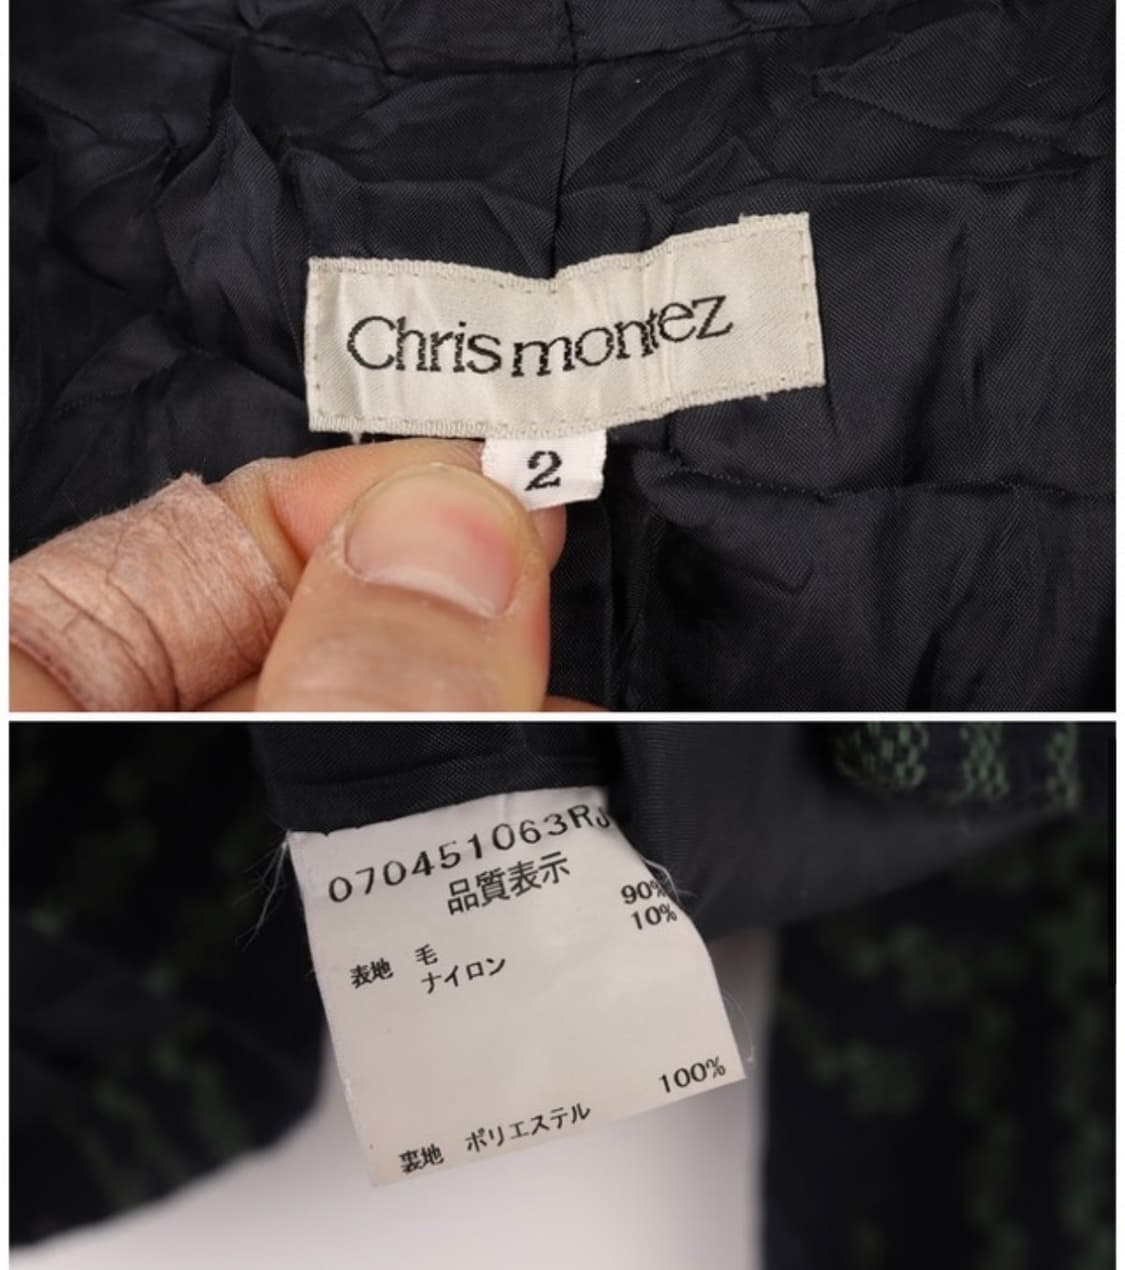 Chris montez
2
070451063RJ
品質表示
表地 毛 90%
ナイロン 10%
裏地 ポリエステル 100%